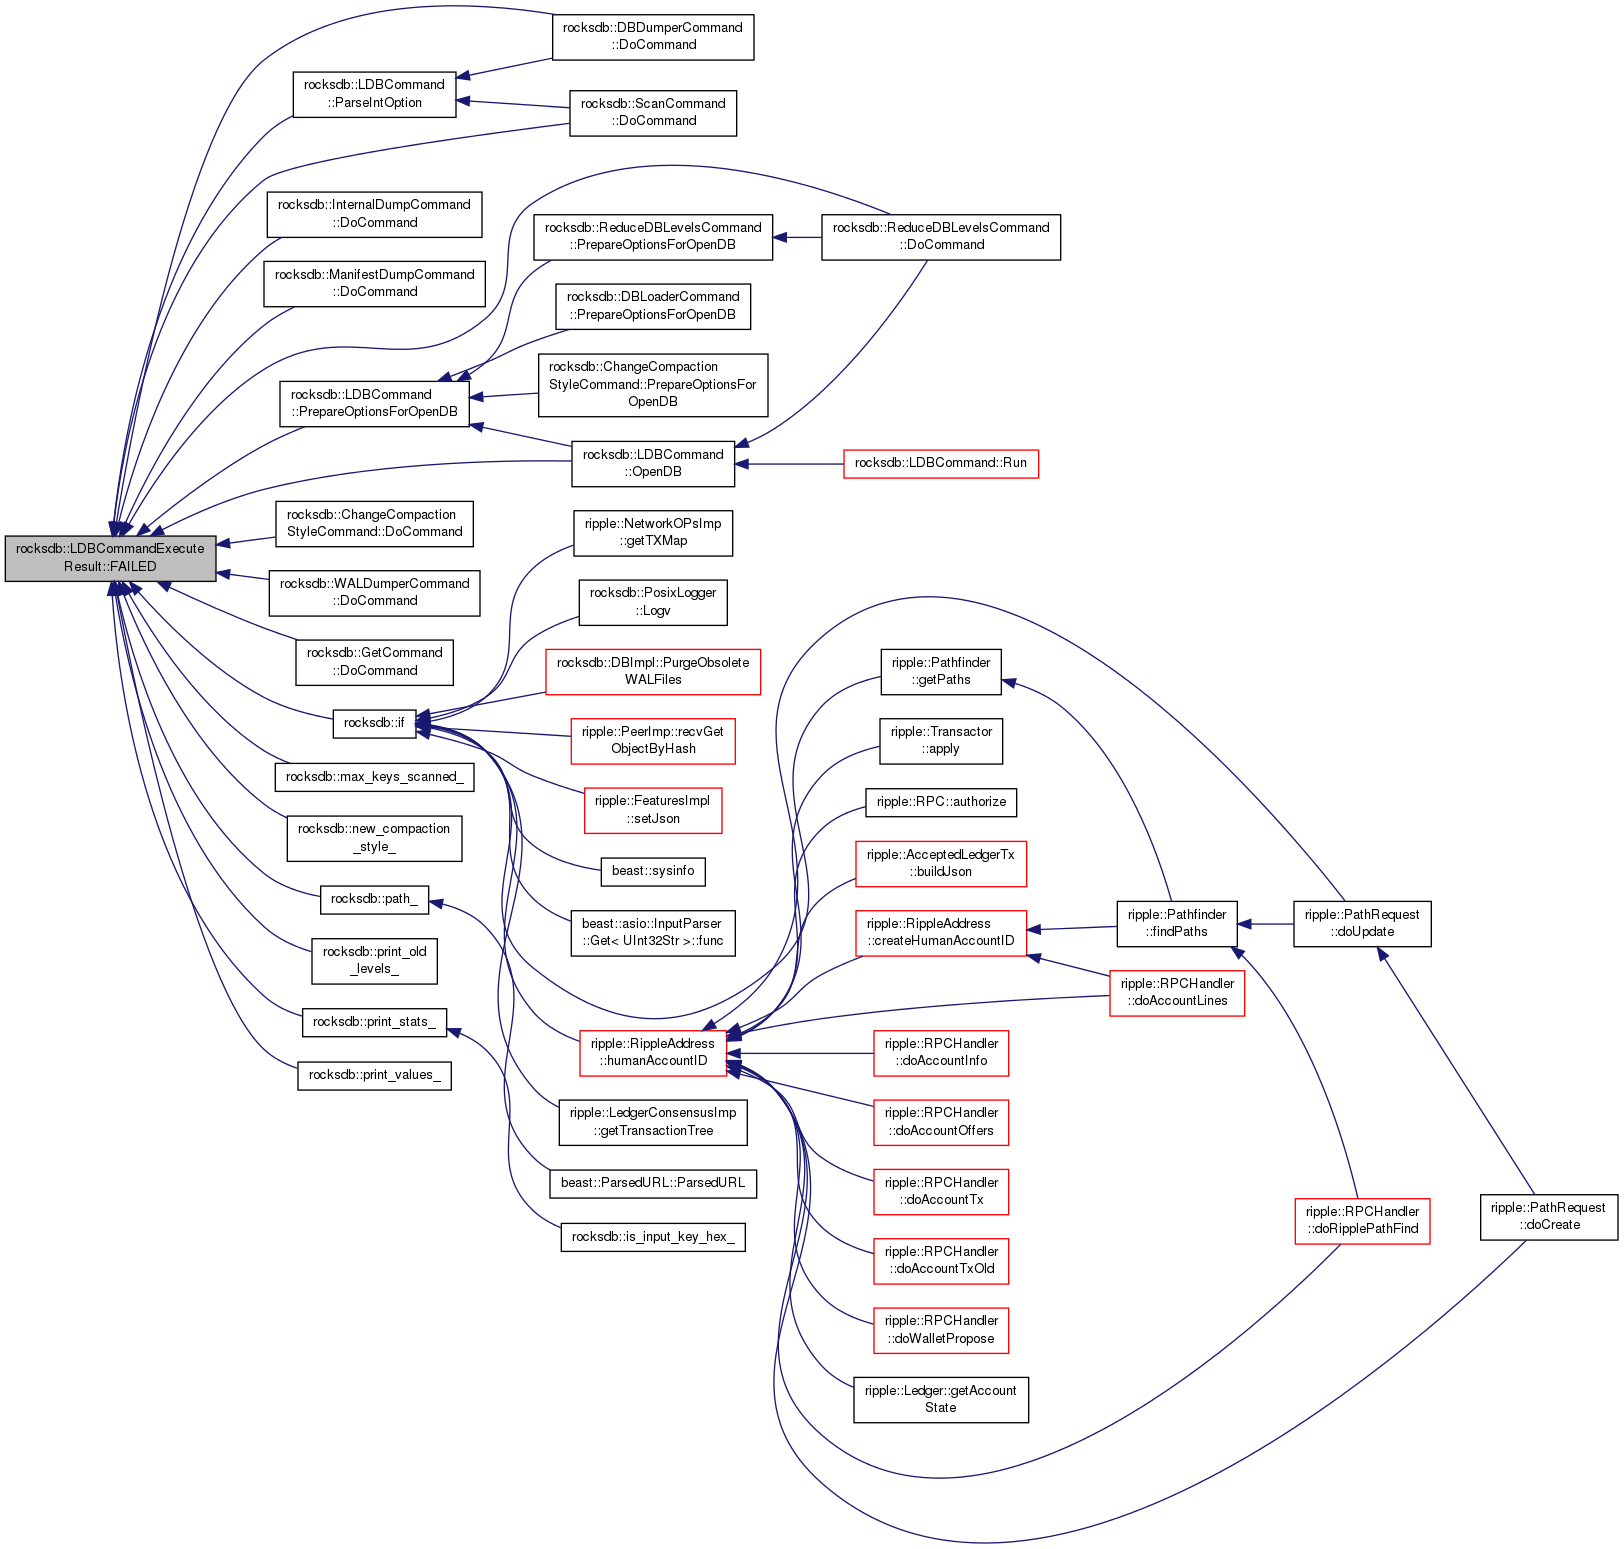 rocksdb::LDBCommandExecute
Result::FAILED
rocksdb::DBDumperCommand
::DoCommand
rocksdb::LDBCommand
::ParseIntOption
rocksdb::ScanCommand
::DoCommand
rocksdb::InternalDumpCommand
::DoCommand
rocksdb::ManifestDumpCommand
::DoCommand
rocksdb::ReduceDBLevelsCommand
::PrepareOptionsForOpenDB
rocksdb::ReduceDBLevelsCommand
::DoCommand
rocksdb::DBLoaderCommand
::PrepareOptionsForOpenDB
rocksdb::LDBCommand
::PrepareOptionsForOpenDB
rocksdb::ChangeCompaction
StyleCommand::PrepareOptionsFor
OpenDB
rocksdb::LDBCommand
::OpenDB
rocksdb::LDBCommand::Run
rocksdb::ChangeCompaction
StyleCommand::DoCommand
rocksdb::WALDumperCommand
::DoCommand
rocksdb::GetCommand
::DoCommand
rocksdb::if
rocksdb::max_keys_scanned_
rocksdb::new_compaction
_style_
rocksdb::path_
rocksdb::print_old
_levels_
rocksdb::print_stats_
rocksdb::print_values_
ripple::NetworkOPsImp
::getTXMap
rocksdb::PosixLogger
::Logv
rocksdb::DBImpl::PurgeObsolete
WALFiles
ripple::PeerImp::recvGet
ObjectByHash
ripple::FeaturesImpl
::setJson
beast::sysinfo
beast::asio::InputParser
::Get< UInt32Str >::func
ripple::RippleAddress
::humanAccountID
ripple::LedgerConsensusImp
::getTransactionTree
beast::ParsedURL::ParsedURL
rocksdb::is_input_key_hex_
ripple::Pathfinder
::getPaths
ripple::Transactor
::apply
ripple::RPC::authorize
ripple::AcceptedLedgerTx
::buildJson
ripple::RippleAddress
::createHumanAccountID
ripple::Pathfinder
::findPaths
ripple::PathRequest
::doUpdate
ripple::RPCHandler
::doAccountLines
ripple::RPCHandler
::doAccountInfo
ripple::RPCHandler
::doAccountOffers
ripple::RPCHandler
::doAccountTx
ripple::RPCHandler
::doAccountTxOld
ripple::RPCHandler
::doWalletPropose
ripple::Ledger::getAccount
State
ripple::RPCHandler
::doRipplePathFind
ripple::PathRequest
::doCreate